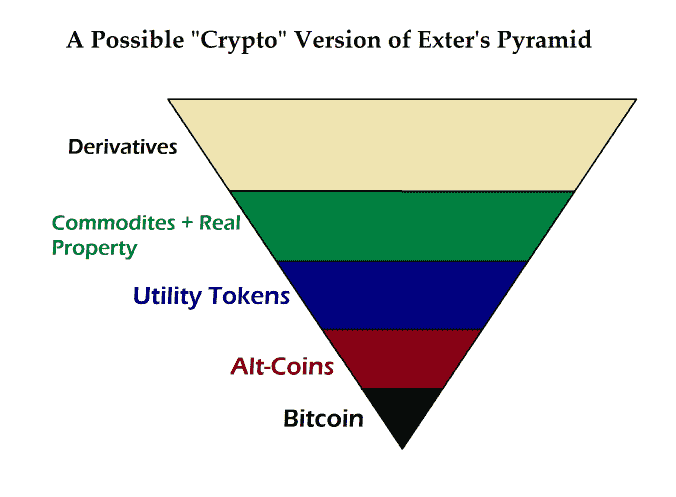 A Possible "Crypto" Version of Exter's Pyramid
Derivatives
Commodites + Real
Property
Utility Tokens
Alt-Coins
Bitcoin